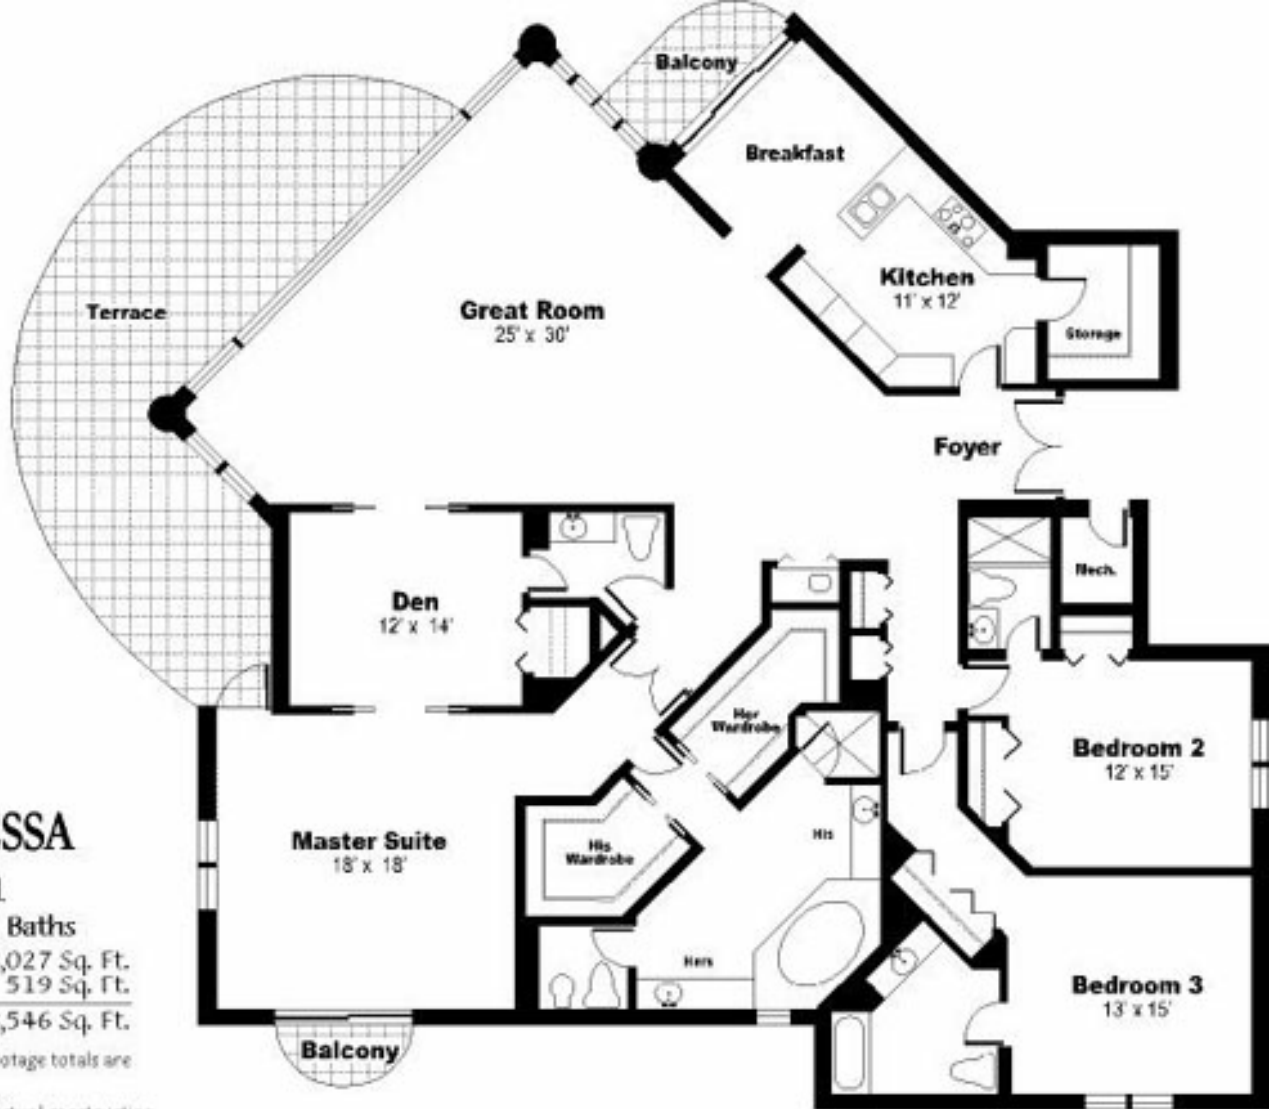 Balcony
Breakfast
Kitchen
11' x 12'
Storage
Terrace
Great Room
25' x 30'
Foyer
Mech.
Den
12' x 14'
Her
Wardrobe
Bedroom 2
12' x 15'
Master Suite
18' x 18'
His
Wardrobe
His
Hers
Bedroom 3
13' x 15'
Balcony
SSA
Baths
,027 Sq. Ft.
519 Sq. Ft.
,546 Sq. Ft.
otage totals are